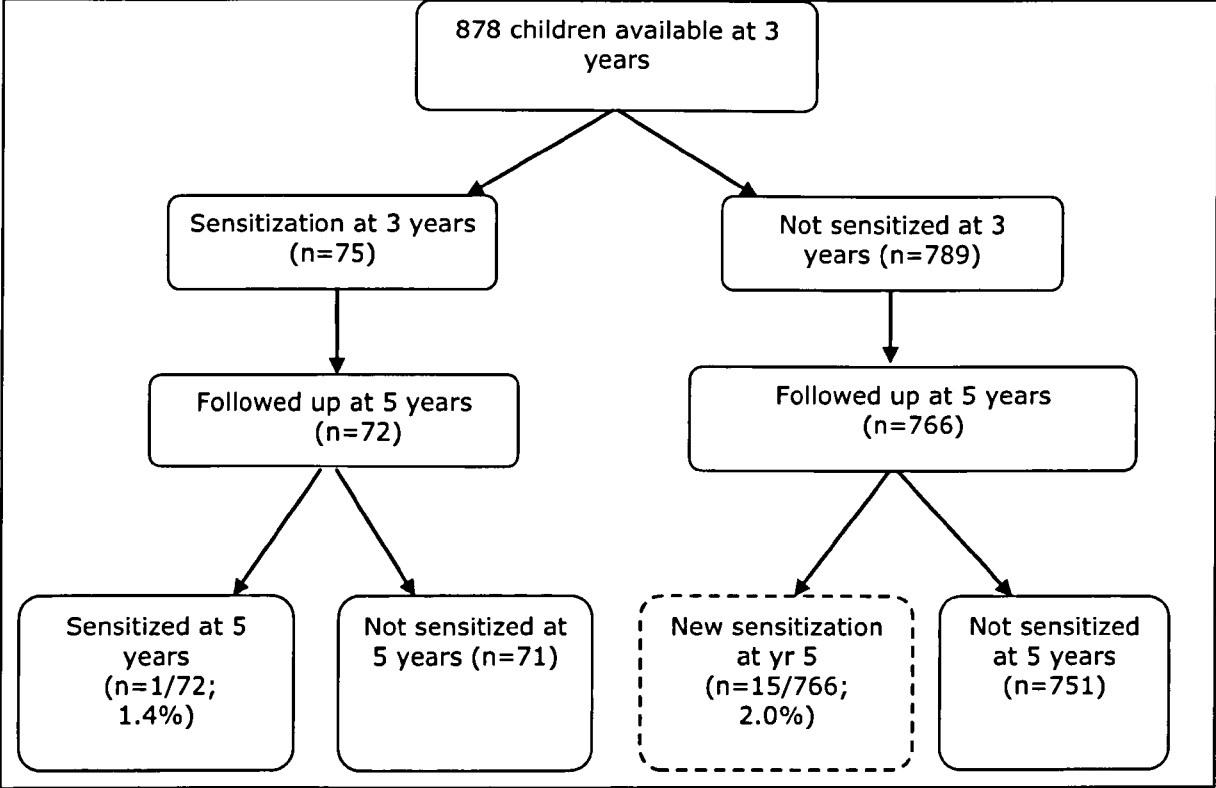 878 children available at 3
years
Sensitization at 3 years
(n=75)
Not sensitized at 3
years (n=789)
Followed up at 5 years
(n=72)
Followed up at 5 years
(n=766)
Sensitized at 5
years
(n=1/72;
1.4%)
Not sensitized at
5 years (n=71)
New sensitization
at yr 5
(n=15/766;
2.0%)
Not sensitized
at 5 years
(n=751)